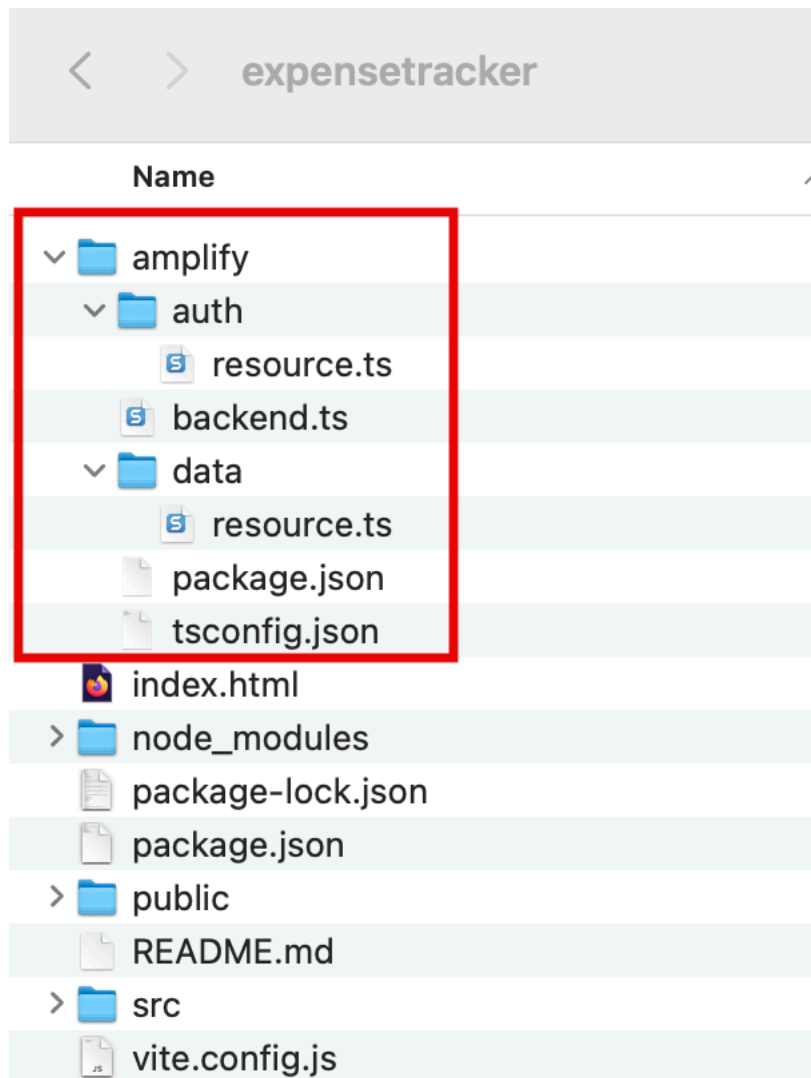 expensetracker
Name
amplify
auth
resource.ts
backend.ts
data
resource.ts
package.json
tsconfig.json
index.html
node_modules
package-lock.json
package.json
public
README.md
src
vite.config.js